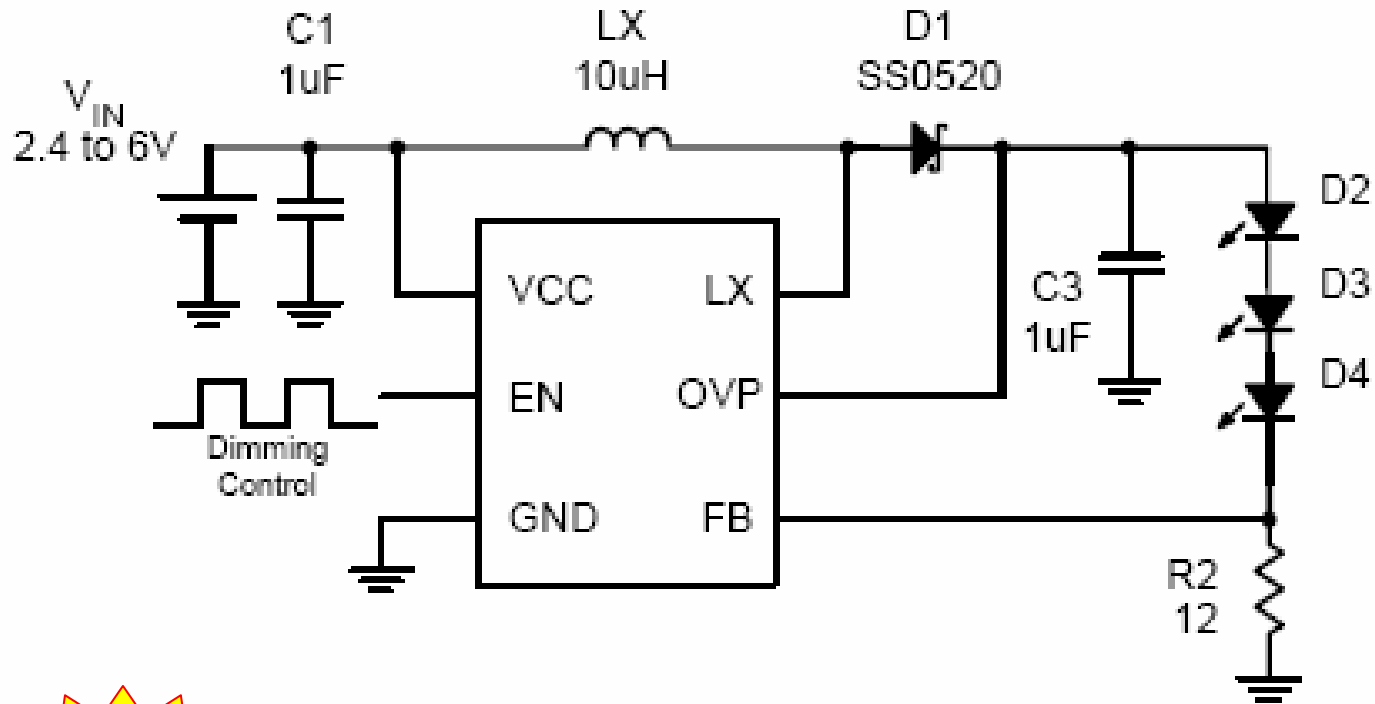 C1
1uF
LX
10uH
D1
SS0520
VIN
2.4 to 6V
D2
D3
D4
VCC
LX
C3
1uF
EN
OVP
Dimming
Control
GND
FB
R2
12